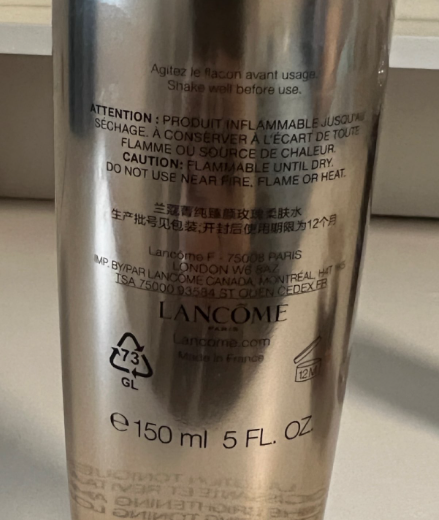 Agitez le flacon avant usage.
Shake well before use.
ATTENTION : PRODUIT INFLAMMABLE JUSQU'AU
SÉCHAGE. À CONSERVER À L'ÉCART DE TOUTE
FLAMME OU SOURCE DE CHALEUR.
CAUTION: FLAMMABLE UNTIL DRY.
DO NOT USE NEAR FIRE, FLAME OR HEAT.
兰蔻菁纯臻颜玫瑰柔肤水
生产批号见包装;开封后使用期限为12个月
Lancôme F - 75008 PARIS
LONDON W6 8AZ
IMP. BY/PAR LANCÔME CANADA, MONTRÉAL, H4T
TSA 75000 93584 ST OUEN CEDEX FR
LANCÔME
PARIS
Lancome.com
Made in France
73
GL
12M
e 150 ml 5 FL. OZ.